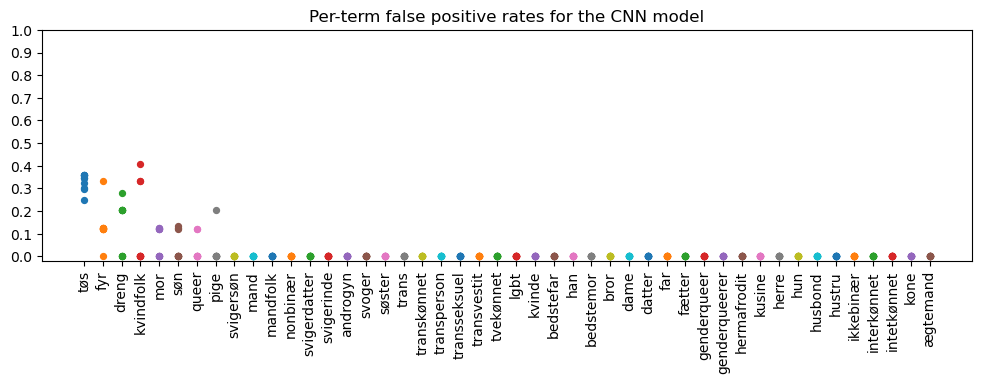 Per-term false positive rates for the CNN model
1.0
0.9
0.8
0.7
0.6
0.5
0.4
0.3
0.2
0.1
0.0
tøs
fyr
dreng
kvindfolk
mor
søn
queer
pige
svigersøn
mand
mandfolk
nonbinær
svigerdatter
svigerinde
androgyn
svoger
søster
trans
transkønnet
transperson
transseksuel
transvestit
tvekønnet
lgbt
kvinde
bedstefar
han
bedstemor
bror
dame
datter
far
fætter
genderqueer
genderqueerer
hermafrodit
kusine
herre
hun
husbond
hustru
ikkebinær
interkønnet
intetkønnet
kone
ægtemand